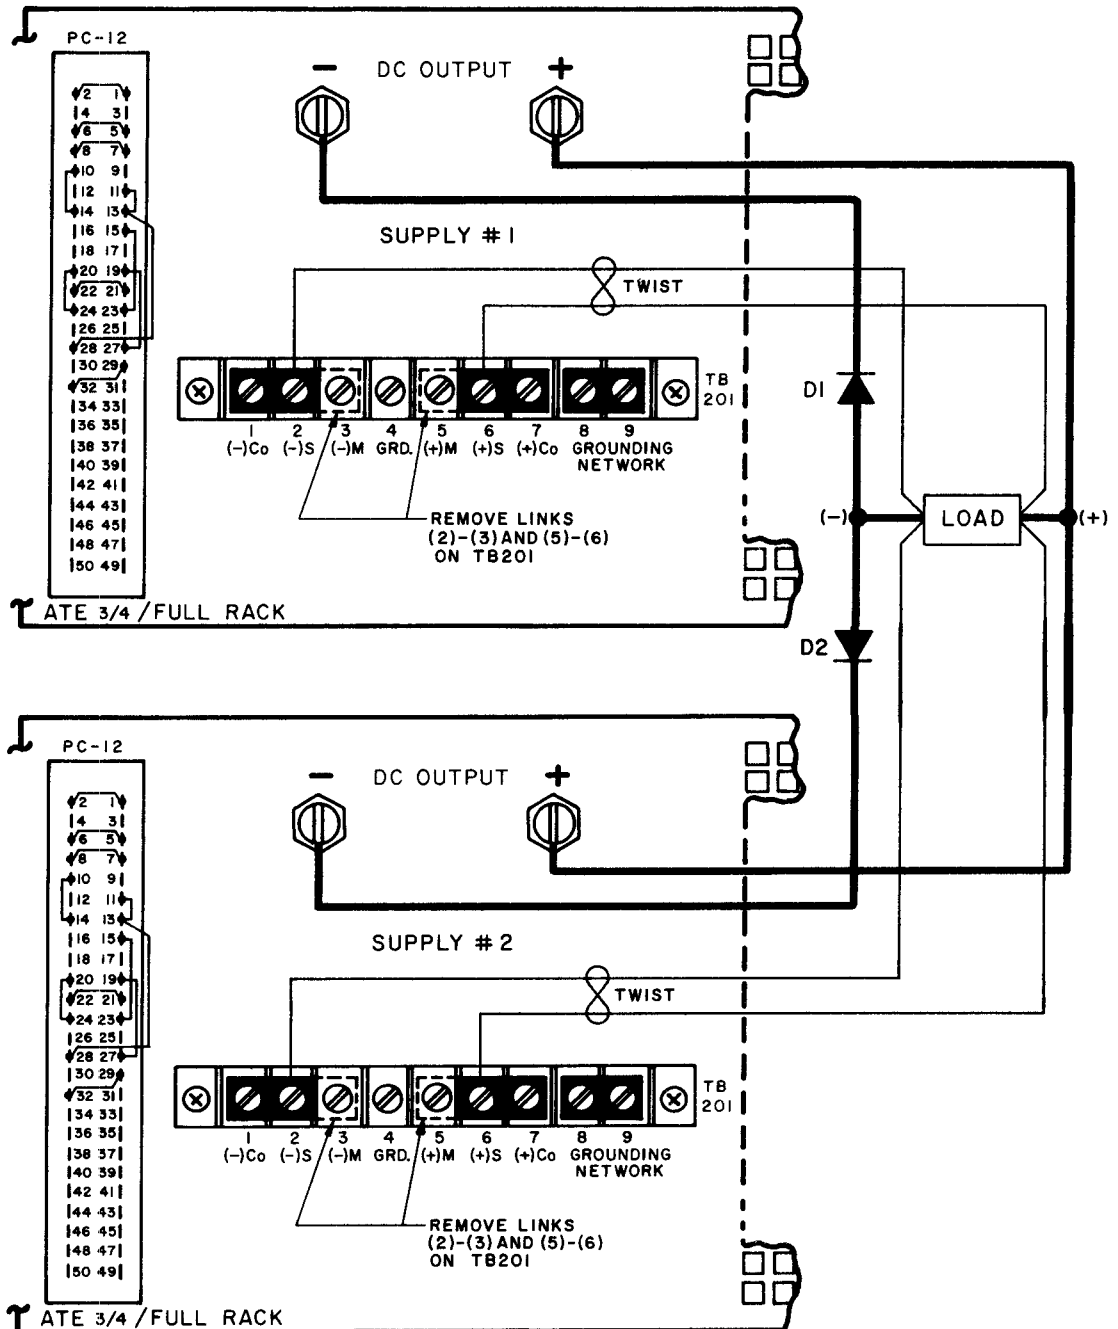 PC-12
− DC OUTPUT +
2 1
4 3
6 5
8 7
10 9
12 11
14 13
16 15
18 17
20 19
22 21
24 23
26 25
28 27
30 29
32 31
34 33
36 35
38 37
40 39
42 41
44 43
46 45
48 47
50 49
SUPPLY #1
TWIST
TB
201
1 2 3 4 5 6 7 8 9
(-)Co (-)S (-)M GRD. (+)M (+)S (+)Co GROUNDING
NETWORK
REMOVE LINKS
(2)-(3) AND (5)-(6)
ON TB201
D1
(-) LOAD (+)
D2
ATE 3/4 / FULL RACK
PC-12
− DC OUTPUT +
2 1
4 3
6 5
8 7
10 9
12 11
14 13
16 15
18 17
20 19
22 21
24 23
26 25
28 27
30 29
32 31
34 33
36 35
38 37
40 39
42 41
44 43
46 45
48 47
50 49
SUPPLY #2
TWIST
TB
201
1 2 3 4 5 6 7 8 9
(-)Co (-)S (-)M GRD. (+)M (+)S (+)Co GROUNDING
NETWORK
REMOVE LINKS
(2)-(3) AND (5)-(6)
ON TB201
ATE 3/4 / FULL RACK